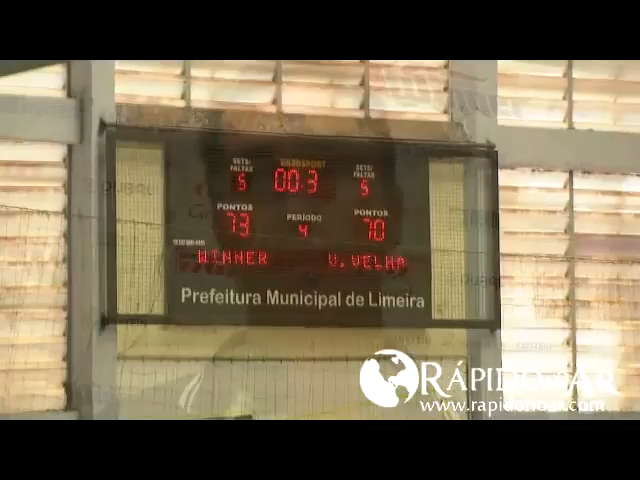 SETS/ FALTAS
SETS/ FALTAS
5 00:3 5
PONTOS PERÍODO PONTOS
73 4 70
WINNER V.VELHA
Prefeitura Municipal de Limeira
RÁPIDO NO AR
www.rapidonoar.com